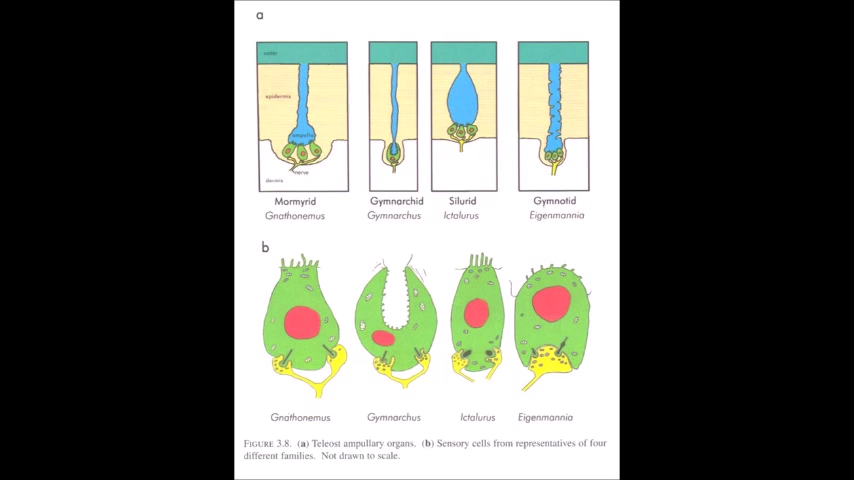 a
water
epidermis
ampulla
nerve
dermis
Mormyrid Gymnarchid Silurid Gymnotid
Gnathonemus Gymnarchus Ictalurus Eigenmannia
b
Gnathonemus Gymnarchus Ictalurus Eigenmannia
FIGURE 3.8. (a) Teleost ampullary organs. (b) Sensory cells from representatives of four
different families. Not drawn to scale.